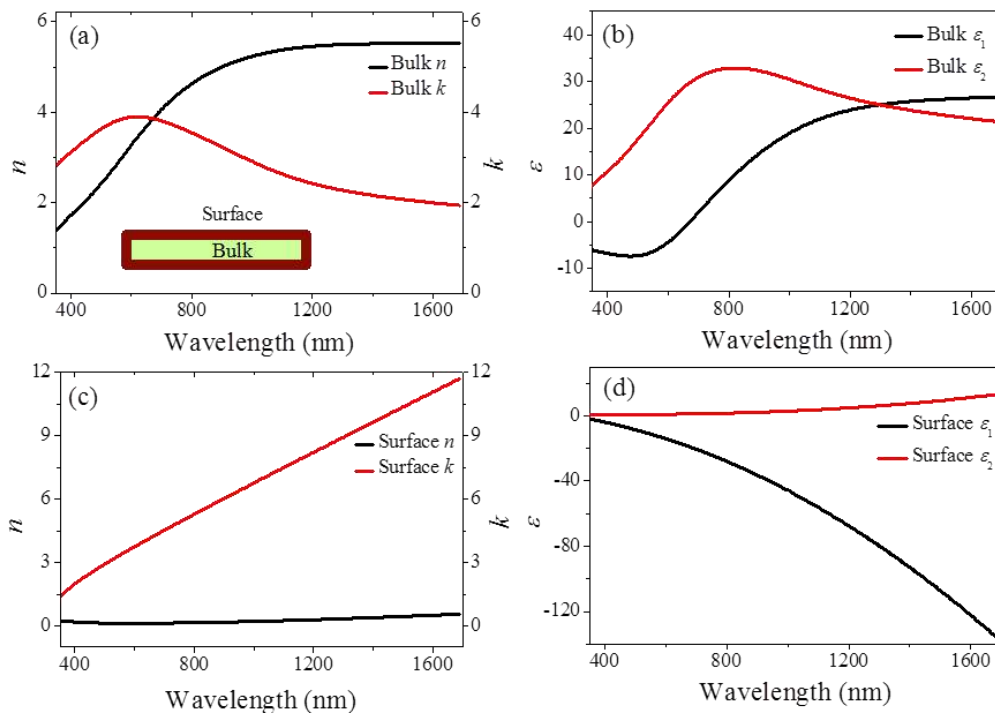 (a)
6
4
2
0
n
6
4
2
0
k
Bulk n
Bulk k
Surface
Bulk
400
800
1200
1600
Wavelength (nm)
(b)
40
30
20
10
0
-10
ε
Bulk ε1
Bulk ε2
400
800
1200
1600
Wavelength (nm)
(c)
12
9
6
3
0
n
12
9
6
3
0
k
Surface n
Surface k
400
800
1200
1600
Wavelength (nm)
(d)
0
-40
-80
-120
ε
Surface ε1
Surface ε2
400
800
1200
1600
Wavelength (nm)